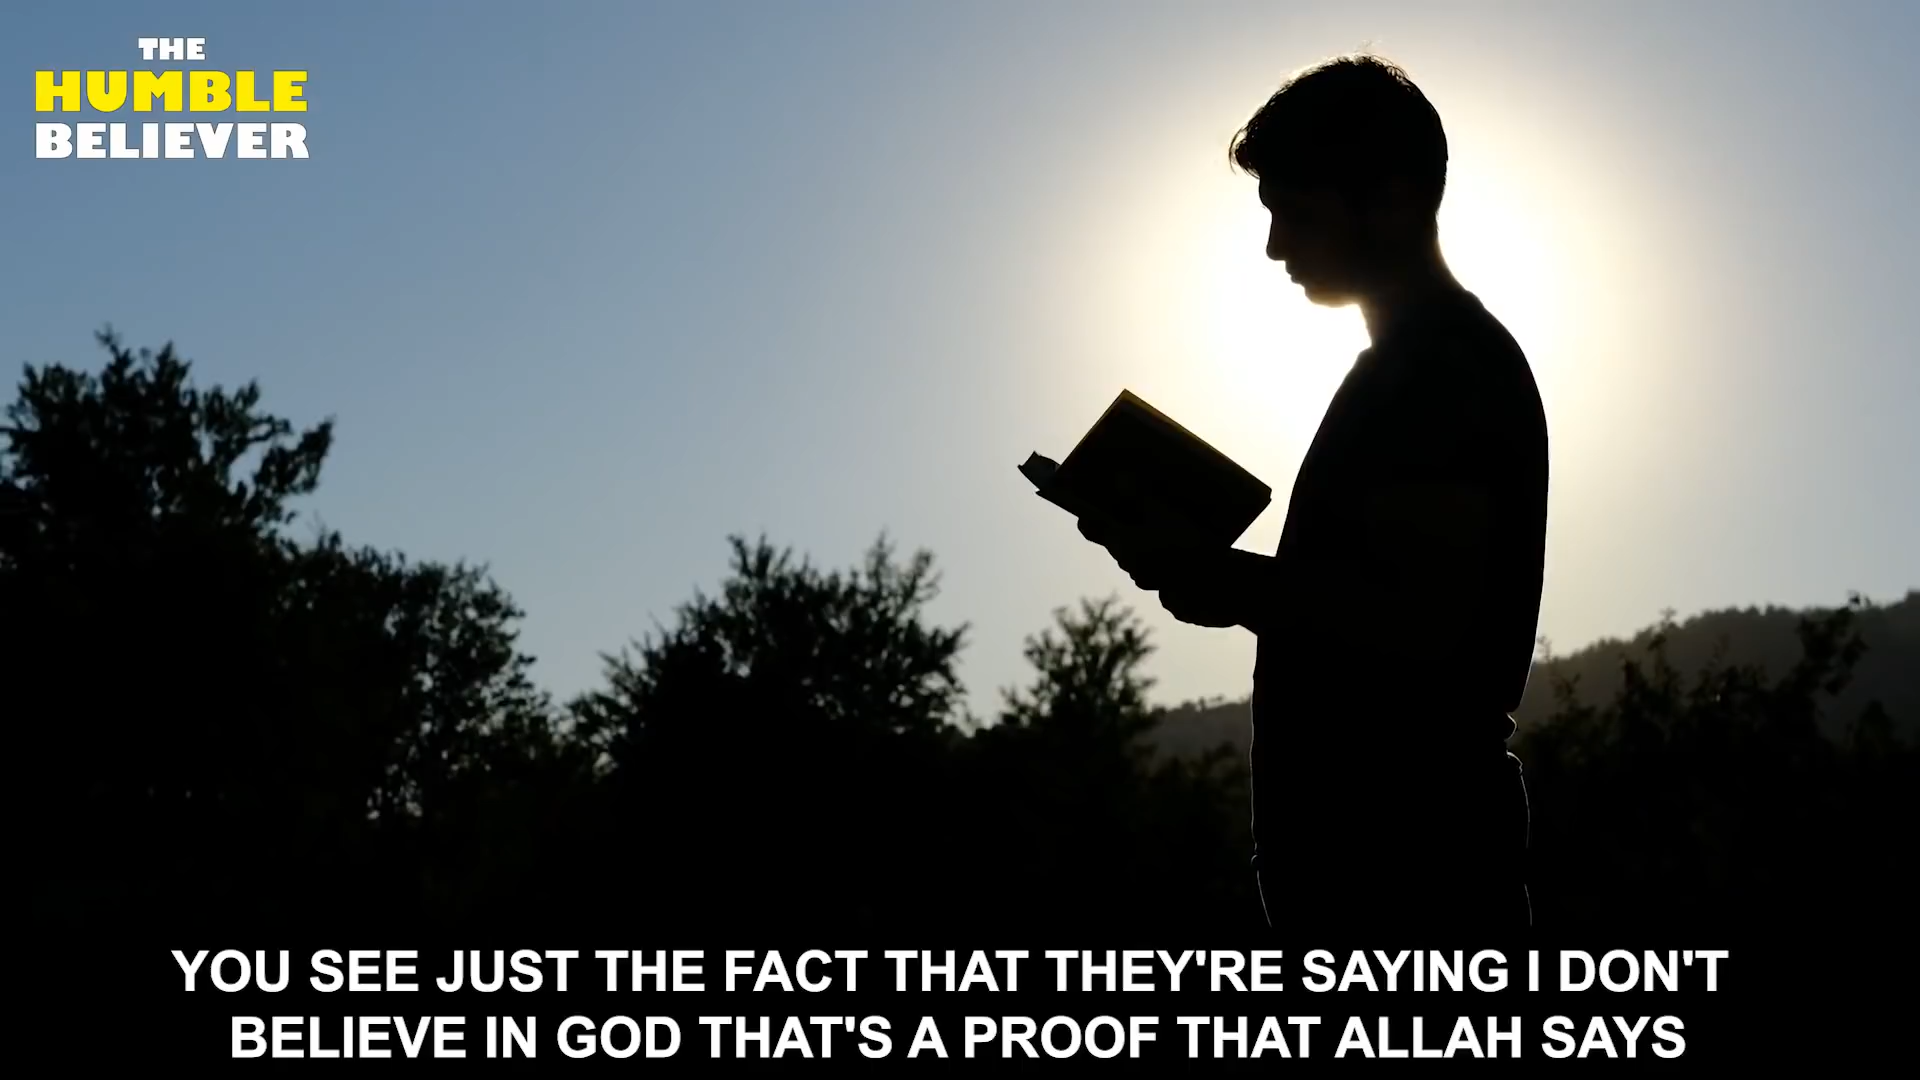 THE
HUMBLE
BELIEVER
YOU SEE JUST THE FACT THAT THEY'RE SAYING I DON'T
BELIEVE IN GOD THAT'S A PROOF THAT ALLAH SAYS